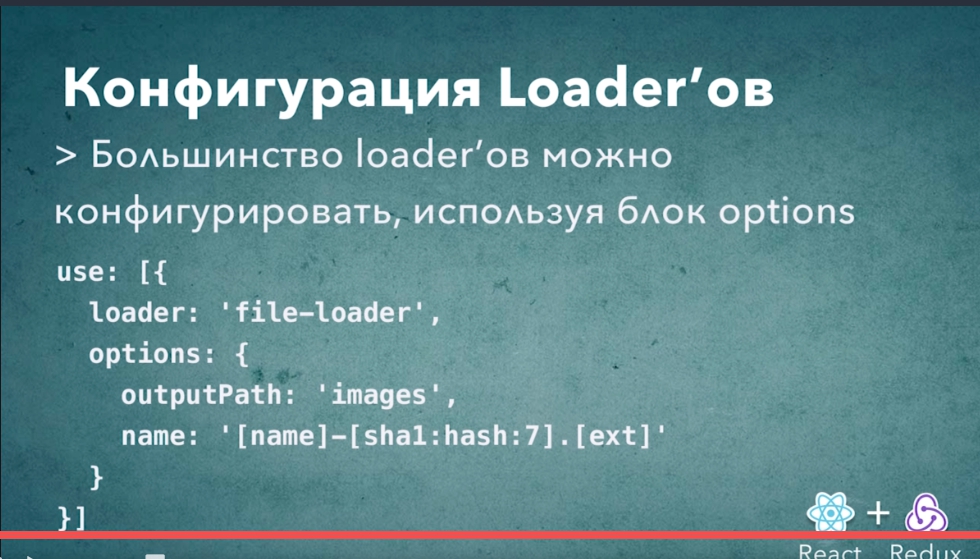 Конфигурация Loader’ов
> Большинство loader’ов можно
конфигурировать, используя блок options
use: [{
  loader: 'file-loader',
  options: {
    outputPath: 'images',
    name: '[name]-[sha1:hash:7].[ext]'
  }
}]
+
React Redux